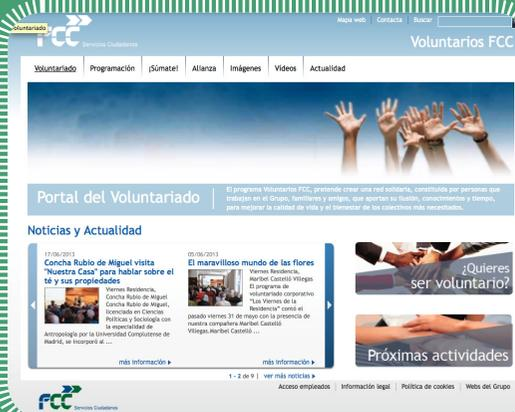 Mapa web | Contacta | Buscar
voluntariado
FCC Servicios Ciudadanos
Voluntarios FCC
Voluntariado | Programación | ¡Súmate! | Alianza | Imágenes | Vídeos | Actualidad
Portal del Voluntariado
El programa Voluntarios FCC, pretende crear una red solidaria, constituida por personas que
trabajan en el Grupo, familiares y amigos, que aportan su ilusión, conocimientos y tiempo,
para mejorar la calidad de vida y el bienestar de los colectivos más necesitados.
Noticias y Actualidad
17/06/2013
Concha Rubio de Miguel visita
"Nuestra Casa" para hablar sobre el
té y sus propiedades
Viernes Residencia,
Concha Rubio de Miguel
Concha Rubio de Miguel,
licenciada en Ciencias
Políticas y Sociología con
la especialidad de
Antropología por la Universidad Complutense de
Madrid, se incorporó al ...
más información
05/06/2013
El maravilloso mundo de las flores
Viernes Residencia,
Maribel Castelló Villegas
El programa de
voluntariado corporativo
"Los Viernes de la
Residencia" contó el
pasado viernes 31 de mayo con la presencia de
nuestra compañera Maribel Castelló
Villegas.Maribel Castelló...
más información
¿Quieres
ser voluntario?
Próximas actividades
1 - 2 de 9 | ver más noticias
Acceso empleados | Información legal | Política de cookies | Webs del Grupo
FCC Servicios Ciudadanos